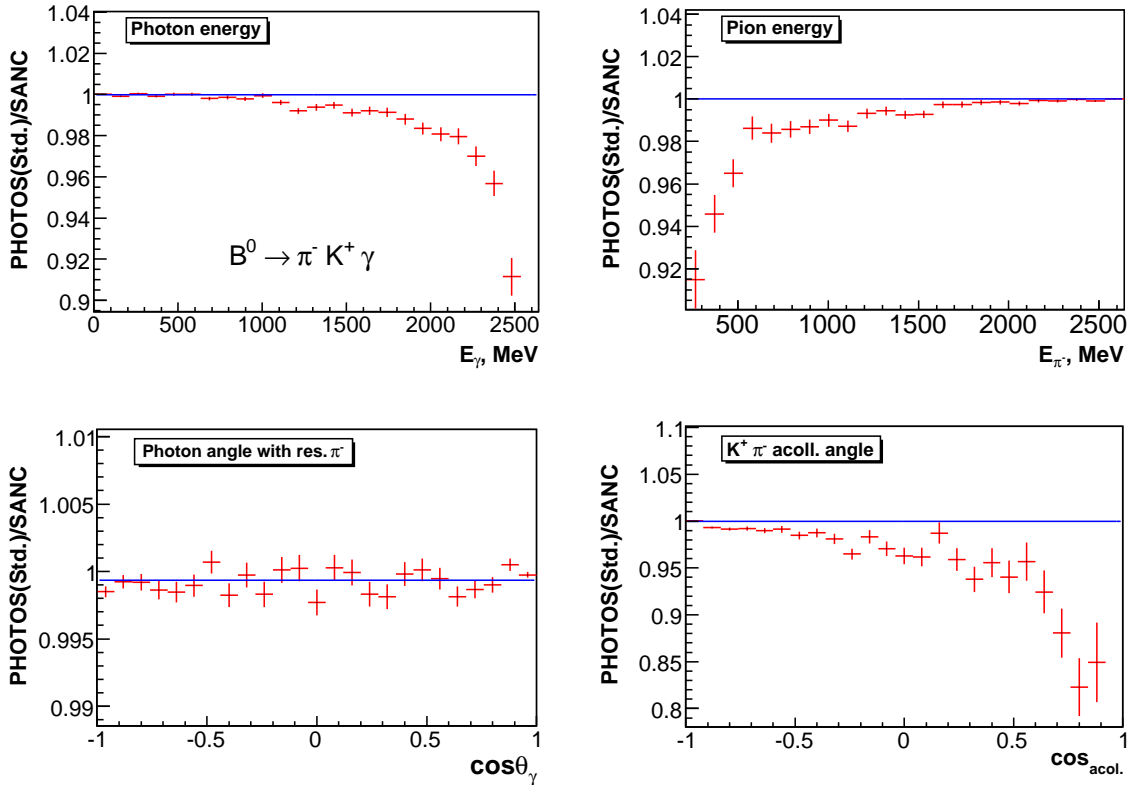 Photon energy
PHOTOS(Std.)/SANC
1.04
1.02
1
0.98
0.96
0.94
0.92
0.9
B⁰ → π⁻ K⁺ γ
0 500 1000 1500 2000 2500
E_γ, MeV
Pion energy
PHOTOS(Std.)/SANC
1.04
1.02
1
0.98
0.96
0.94
0.92
500 1000 1500 2000 2500
E_π⁻, MeV
Photon angle with res. π⁻
PHOTOS(Std.)/SANC
1.01
1.005
1
0.995
0.99
-1 -0.5 0 0.5 1
cosθ_γ
K⁺ π⁻ acoll. angle
PHOTOS(Std.)/SANC
1.1
1.05
1
0.95
0.9
0.85
0.8
-1 -0.5 0 0.5 1
cos_acol.